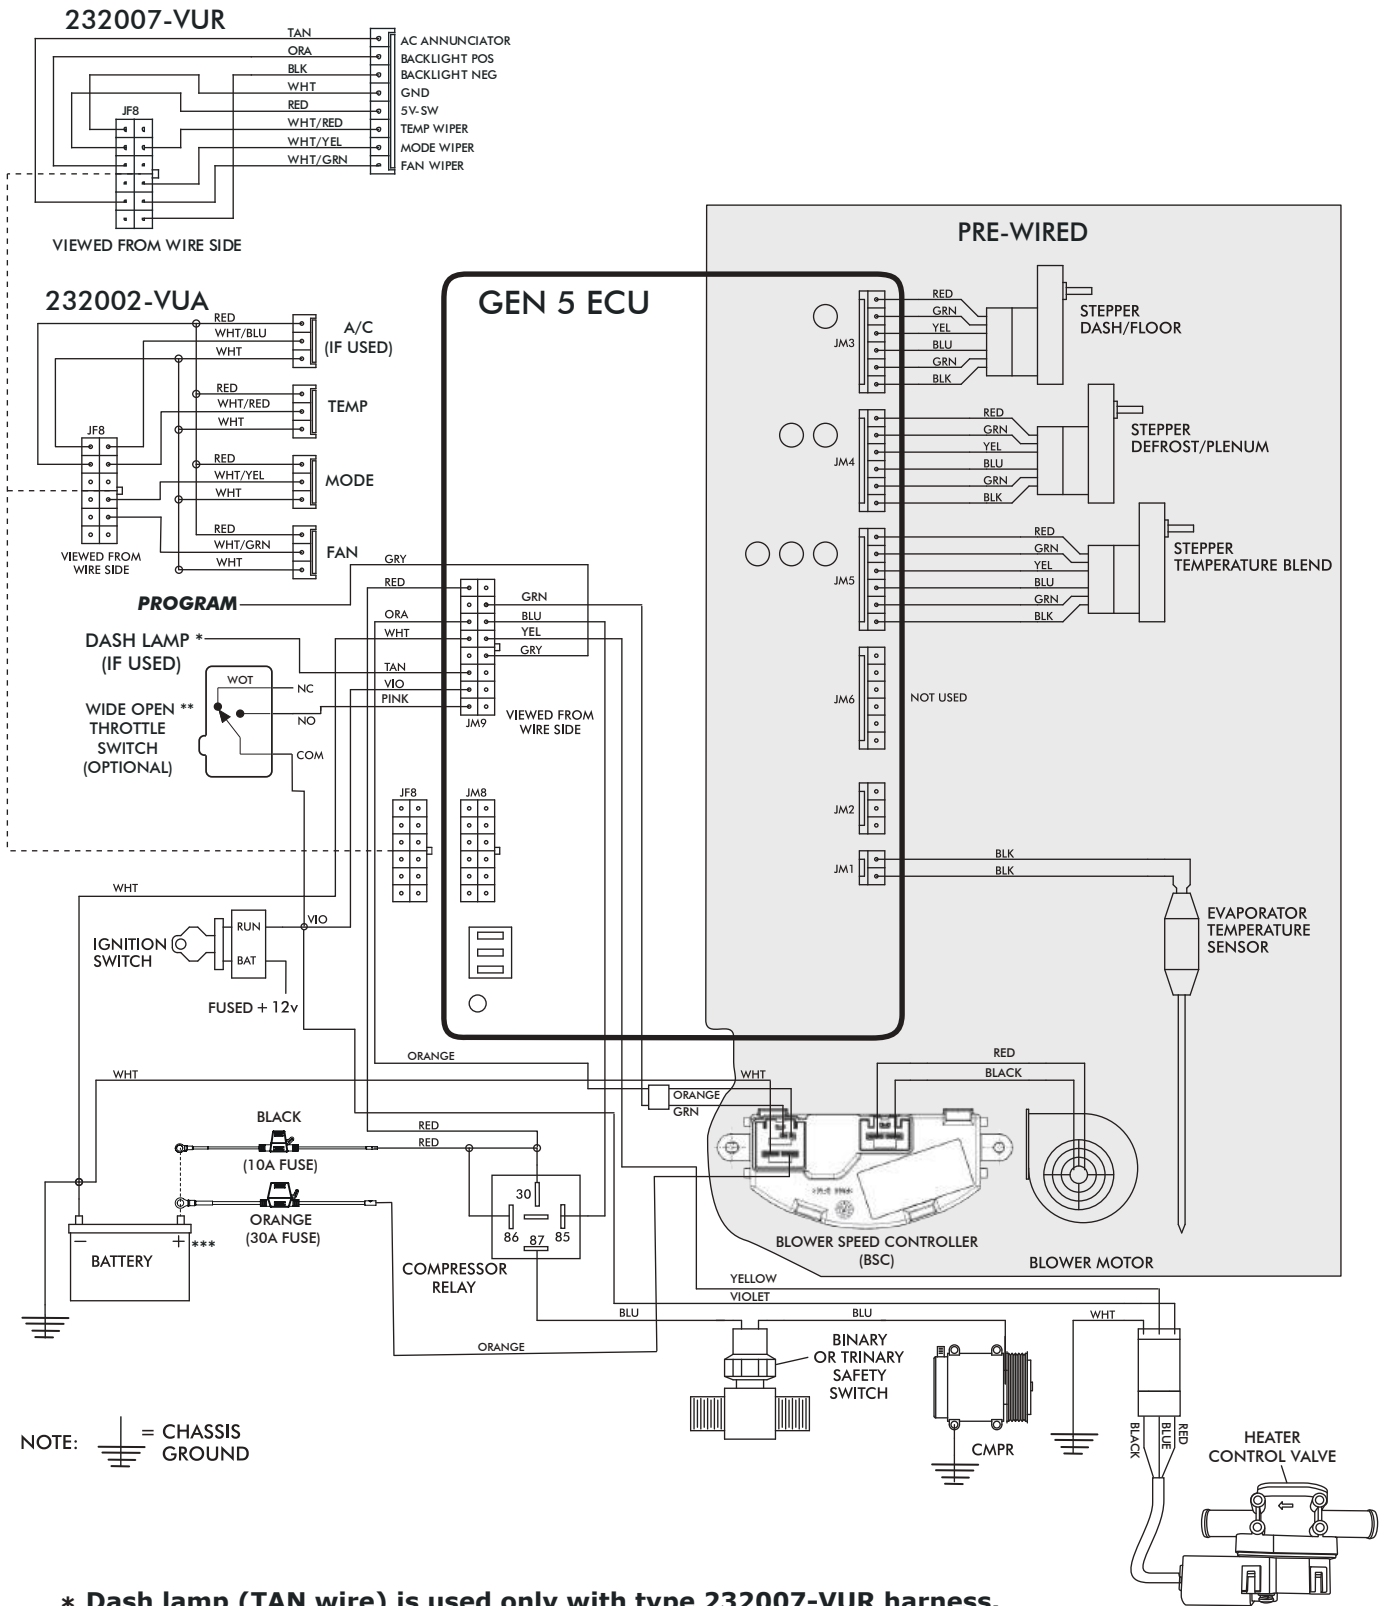 232007-VUR
TAN
ORA
BLK
WHT
RED
WHT/RED
WHT/YEL
WHT/GRN
AC ANNUNCIATOR
BACKLIGHT POS
BACKLIGHT NEG
GND
5V-SW
TEMP WIPER
MODE WIPER
FAN WIPER
JF8
VIEWED FROM WIRE SIDE
232002-VUA
RED
WHT/BLU
WHT
A/C
(IF USED)
RED
WHT/RED
WHT
TEMP
RED
WHT/YEL
WHT
MODE
RED
WHT/GRN
WHT
FAN
JF8
VIEWED FROM
WIRE SIDE
GEN 5 ECU
PRE-WIRED
JM3
RED
GRN
YEL
BLU
GRN
BLK
STEPPER
DASH/FLOOR
JM4
RED
GRN
YEL
BLU
GRN
BLK
STEPPER
DEFROST/PLENUM
JM5
RED
GRN
YEL
BLU
GRN
BLK
STEPPER
TEMPERATURE BLEND
JM6
NOT USED
JM2
JM1
BLK
BLK
EVAPORATOR
TEMPERATURE
SENSOR
PROGRAM
GRY
RED
ORA
WHT
TAN
VIO
PINK
GRN
BLU
YEL
GRY
JM9
VIEWED FROM
WIRE SIDE
DASH LAMP *
(IF USED)
WOT
NC
NO
COM
WIDE OPEN **
THROTTLE
SWITCH
(OPTIONAL)
JF8
JM8
WHT
IGNITION
SWITCH
RUN
BAT
VIO
FUSED + 12v
ORANGE
WHT
WHT
ORANGE
GRN
RED
BLACK
BLACK
(10A FUSE)
RED
RED
ORANGE
(30A FUSE)
BATTERY
−
+ ***
30
86
87
85
COMPRESSOR
RELAY
BLOWER SPEED CONTROLLER
(BSC)
BLOWER MOTOR
YELLOW
VIOLET
BLU
BLU
WHT
ORANGE
BINARY
OR TRINARY
SAFETY
SWITCH
CMPR
BLACK
BLUE
RED
HEATER
CONTROL VALVE
NOTE:
= CHASSIS
GROUND
* Dash lamp (TAN wire) is used only with type 232007-VUR harness.